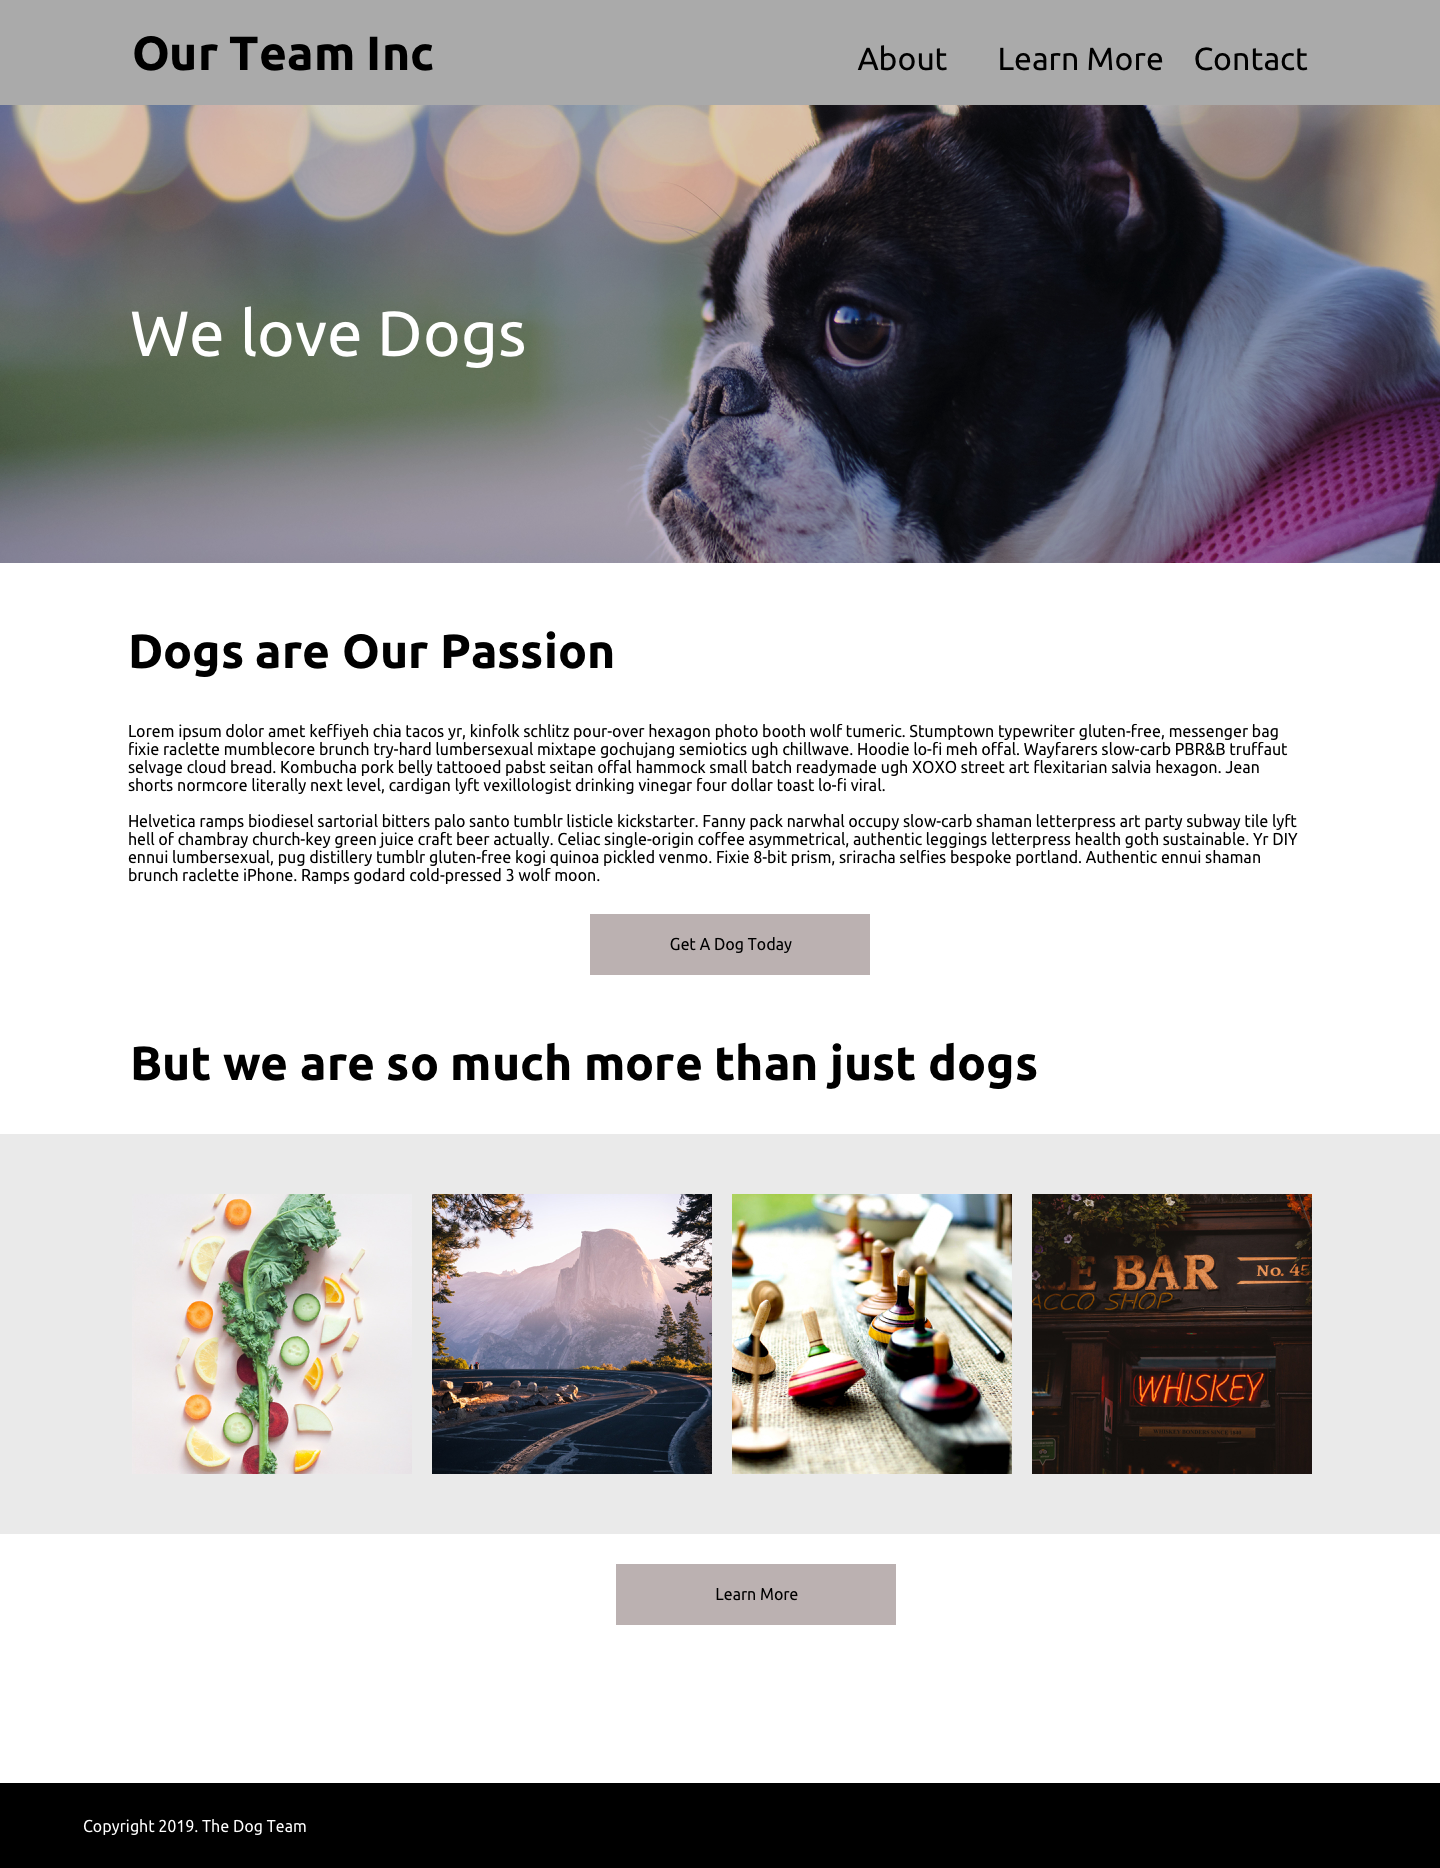 Our Team Inc
About Learn More Contact
We love Dogs
Dogs are Our Passion
Lorem ipsum dolor amet keffiyeh chia tacos yr, kinfolk schlitz pour-over hexagon photo booth wolf tumeric. Stumptown typewriter gluten-free, messenger bag
fixie raclette mumblecore brunch try-hard lumbersexual mixtape gochujang semiotics ugh chillwave. Hoodie lo-fi meh offal. Wayfarers slow-carb PBR&B truffaut
selvage cloud bread. Kombucha pork belly tattooed pabst seitan offal hammock small batch readymade ugh XOXO street art flexitarian salvia hexagon. Jean
shorts normcore literally next level, cardigan lyft vexillologist drinking vinegar four dollar toast lo-fi viral.
Helvetica ramps biodiesel sartorial bitters palo santo tumblr listicle kickstarter. Fanny pack narwhal occupy slow-carb shaman letterpress art party subway tile lyft
hell of chambray church-key green juice craft beer actually. Celiac single-origin coffee asymmetrical, authentic leggings letterpress health goth sustainable. Yr DIY
ennui lumbersexual, pug distillery tumblr gluten-free kogi quinoa pickled venmo. Fixie 8-bit prism, sriracha selfies bespoke portland. Authentic ennui shaman
brunch raclette iPhone. Ramps godard cold-pressed 3 wolf moon.
Get A Dog Today
But we are so much more than just dogs
LE BAR No. 45
ACCO SHOP
WHISKEY
Learn More
Copyright 2019. The Dog Team